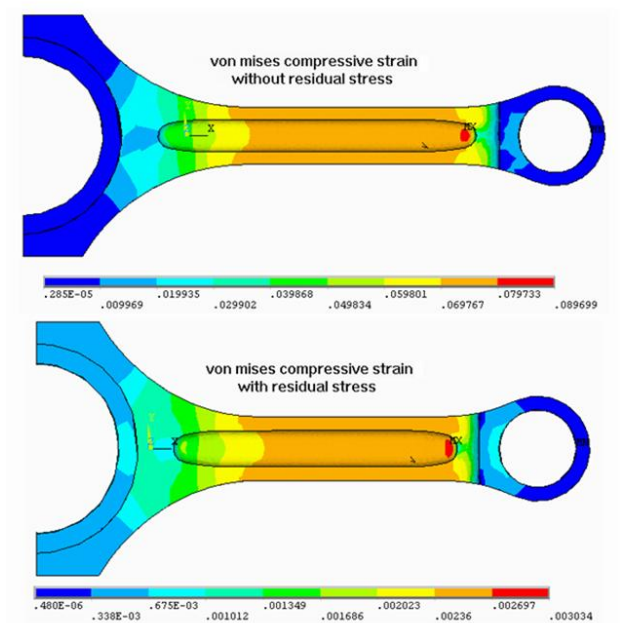 von mises compressive strain
without residual stress
X
MX
.285E-05 .019935 .039868 .059801 .079733
.009969 .029902 .049834 .069767 .089699
von mises compressive strain
with residual stress
X
MX
.480E-06 .675E-03 .001349 .002023 .002697
.338E-03 .001012 .001686 .00236 .003034